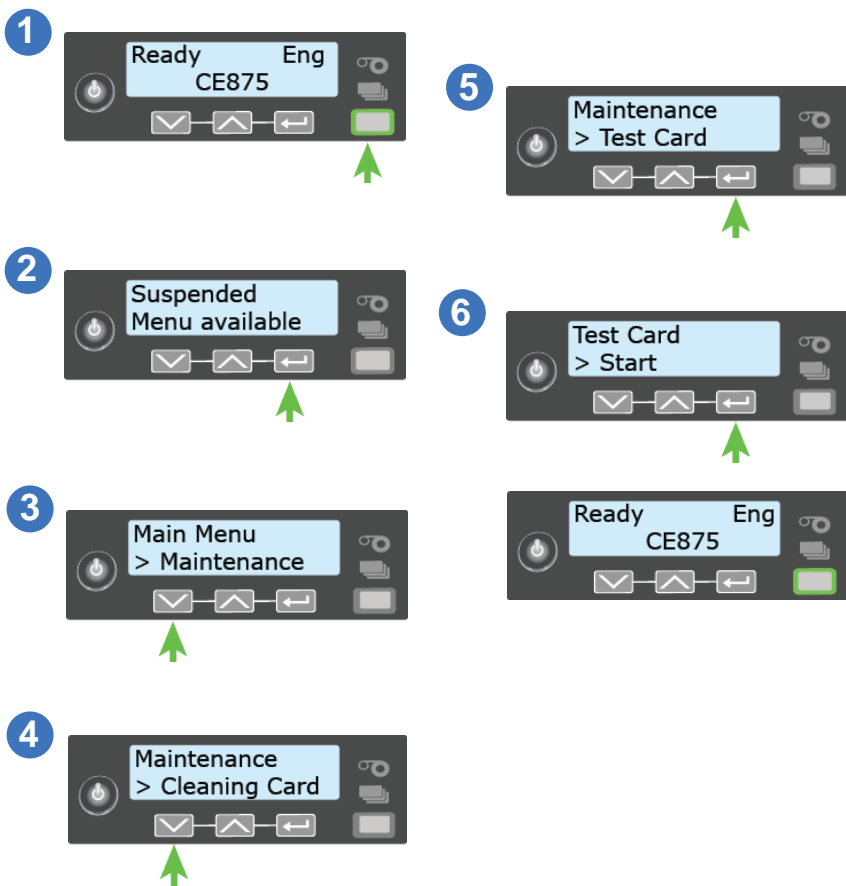 1
Ready Eng
CE875
2
Suspended
Menu available
3
Main Menu
> Maintenance
4
Maintenance
> Cleaning Card
5
Maintenance
> Test Card
6
Test Card
> Start
Ready Eng
CE875